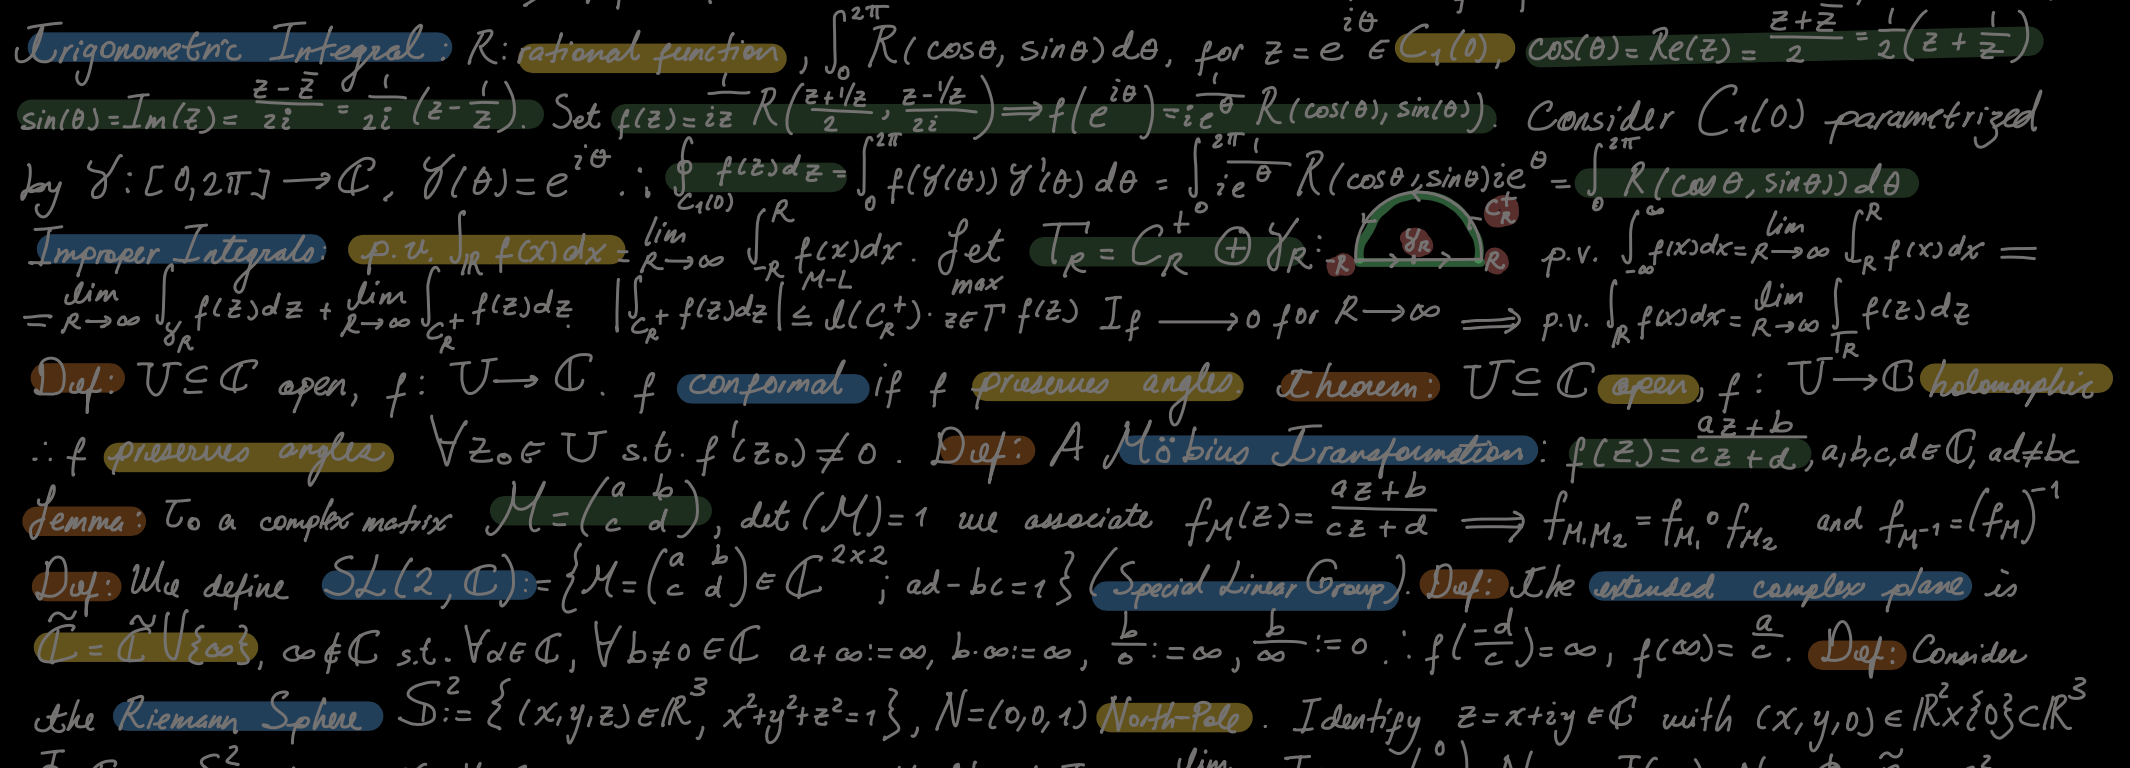 Trigonometric Integral: R: rational function, ∫₀^{2π} R(cosθ, sinθ)dθ, for z = e^{iθ} ∈ C₁(0), cos(θ) = Re(z) = (z+z̄)/2 = 1/2(z + 1/z)
sin(θ) = Im(z) = (z-z̄)/2i = 1/2i (z - 1/z). Set f(z) = 1/iz R((z+1/z)/2, (z-1/z)/2i) ⟹ f(e^{iθ}) = 1/ie^θ R(cos(θ), sin(θ)). Consider C₁(0) parametrized
by γ: [0,2π] → ℂ, γ(θ) = e^{iθ} ∴ ∮_{C₁(0)} f(z)dz = ∫₀^{2π} f(γ(θ)) γ'(θ) dθ = ∫₀^{2π} 1/ie^θ R(cosθ, sinθ)ie^θ = ∫₀^{2π} R(cosθ, sinθ))dθ
Improper Integrals: p.v. ∫_ℝ f(x)dx = lim_{R→∞} ∫_{-R}^{R} f(x)dx. Let Γ_R = C_R^+ ⊕ γ_R: -R γ_R R C_R^+ p.v. ∫_{-∞}^{∞} f(x)dx = lim_{R→∞} ∫_{-R}^{R} f(x)dx =
= lim_{R→∞} ∫_{γ_R} f(z)dz + lim_{R→∞} ∫_{C_R^+} f(z)dz. |∫_{C_R^+} f(z)dz| ≤^{M-L} l(C_R^+) · max_{z∈Γ} f(z) If ⟶ 0 for R→∞ ⟹ p.v. ∫_ℝ f(x)dx = lim_{R→∞} ∫_{Γ_R} f(z)dz
Def: U ⊆ ℂ open, f: U → ℂ. f conformal if f preserves angles. Theorem: U ⊆ ℂ open, f: U → ℂ holomorphic
∴ f preserves angles ∀z₀ ∈ U s.t. f'(z₀) ≠ 0. Def: A Möbius Transformation: f(z) = (az+b)/(cz+d), a,b,c,d ∈ ℂ, ad≠bc
Lemma: To a complex matrix M = (a b; c d), det(M) = 1 we associate f_M(z) = (az+b)/(cz+d) ⟹ f_{M₁M₂} = f_{M₁} ∘ f_{M₂} and f_{M^{-1}} = (f_M)^{-1}
Def: We define SL(2, ℂ) := {M = (a b; c d) ∈ ℂ^{2×2}; ad-bc=1} (Special Linear Group). Def: The extended complex plane is
ℂ̃ = ℂ̃ ∪ {∞}, ∞ ∉ ℂ s.t. ∀a ∈ ℂ, ∀b≠0 ∈ ℂ a+∞ := ∞, b·∞ := ∞, b/0 := ∞, b/∞ := 0 ∴ f(-d/c) = ∞, f(∞) = a/c. Def: Consider
the Riemann Sphere S² := {(x,y,z) ∈ ℝ³, x²+y²+z²=1}, N=(0,0,1) North-Pole. Identify z=x+iy ∈ ℂ with (x,y,0) ∈ ℝ²×{0} ⊂ ℝ³